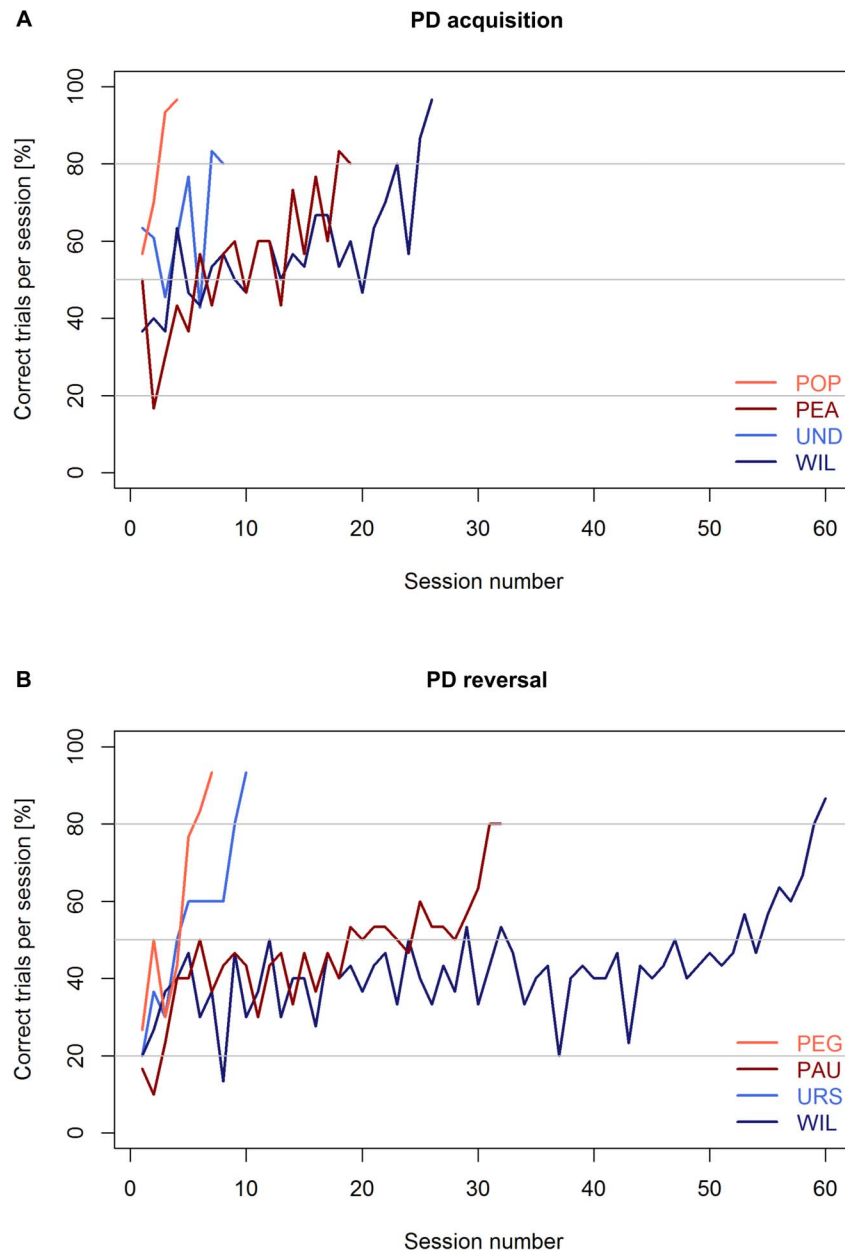 A
PD acquisition
Correct trials per session [%]
100
80
60
40
20
0
POP
PEA
UND
WIL
0 10 20 30 40 50 60
Session number
B
PD reversal
Correct trials per session [%]
100
80
60
40
20
0
PEG
PAU
URS
WIL
0 10 20 30 40 50 60
Session number